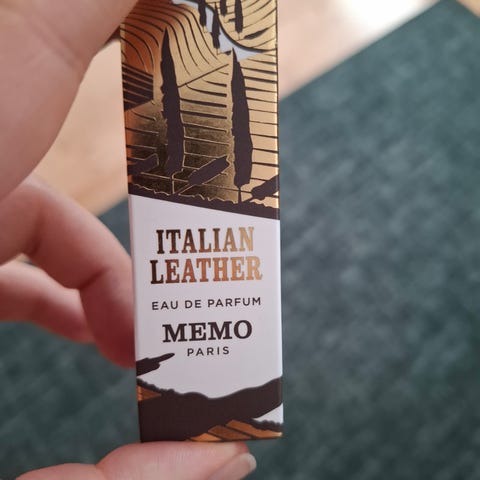 ITALIAN
LEATHER
EAU DE PARFUM
MEMO
PARIS